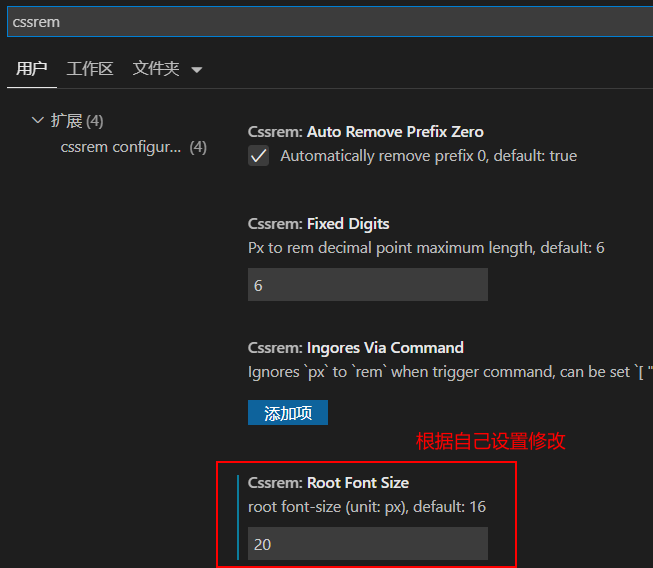 cssrem
用户 工作区 文件夹
扩展 (4)
cssrem configur... (4)
Cssrem: Auto Remove Prefix Zero
Automatically remove prefix 0, default: true
Cssrem: Fixed Digits
Px to rem decimal point maximum length, default: 6
6
Cssrem: Ingores Via Command
Ignores `px` to `rem` when trigger command, can be set `[ "
添加项
根据自己设置修改
Cssrem: Root Font Size
root font-size (unit: px), default: 16
20